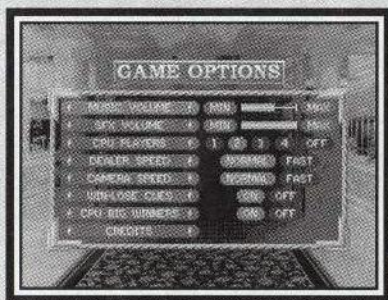 GAME OPTIONS
MUSIC VOLUME MIN MAX
SFX VOLUME MIN MAX
CPU PLAYERS 1 2 3 4 OFF
DEALER SPEED NORMAL FAST
CAMERA SPEED NORMAL FAST
WIN-LOSE CUES ON OFF
CPU BIG WINNERS ON OFF
CREDITS